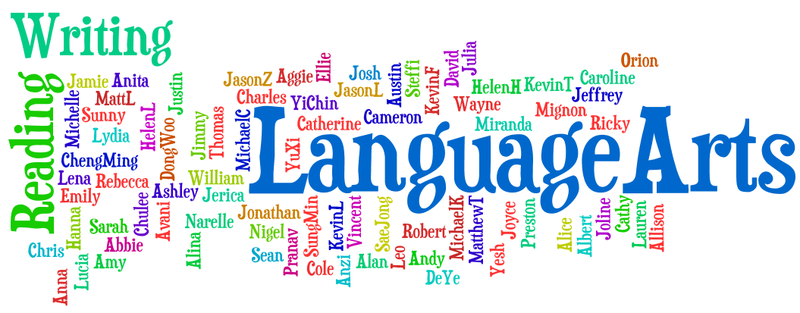 Writing
Reading
Language Arts
Jamie
Anita
Michelle
MattL
Sunny
Lydia
HelenL
Justin
DongWoo
Jimmy
Thomas
ChengMing
Lena
Rebecca
Emily
Ashley
William
Jerica
MichaelC
JasonZ
Aggie
Ellie
Charles
YiChin
Josh
JasonL
Austin
Steffi
KevinF
David
Julia
Catherine
Cameron
YuXi
Wayne
HelenH
KevinT
Caroline
Orion
Jeffrey
Miranda
Mignon
Ricky
Chris
Hanna
Sarah
Abbie
Amy
Anna
Lucia
Chulee
Avani
Alina
Narelle
Jonathan
Nigel
Sean
Pranav
SungMin
Cole
KevinL
Anzi
Vincent
SaeJong
Alan
Leo
Robert
Andy
DeYe
MichaelK
MatthewT
Yesh
Joyce
Preston
Alice
Albert
Joline
Cathy
Lauren
Allison